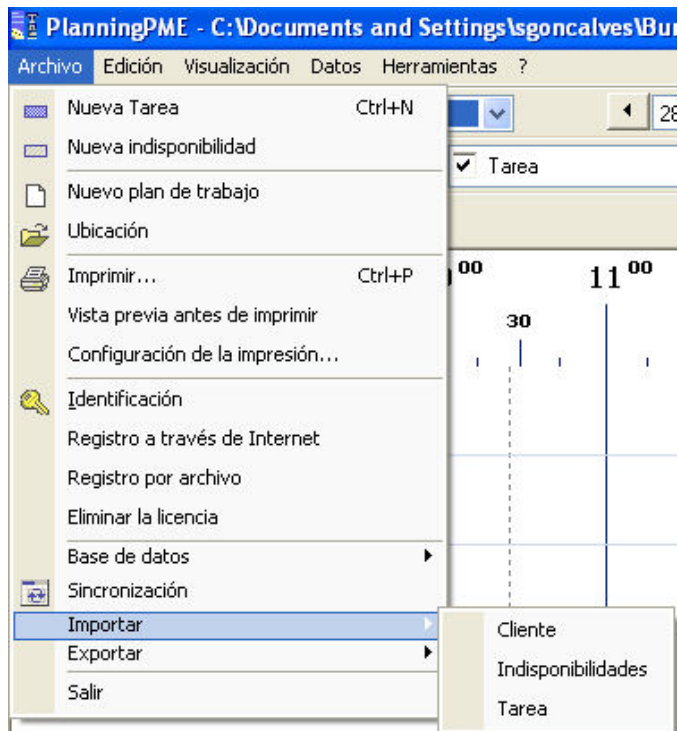 PlanningPME - C:\Documents and Settings\sgoncalves\Bur
Archivo Edición Visualización Datos Herramientas ?
Nueva Tarea Ctrl+N
28
Nueva indisponibilidad
Tarea
Nuevo plan de trabajo
Ubicación
Imprimir... Ctrl+P
00 11 00
Vista previa antes de imprimir
30
Configuración de la impresión...
Identificación
Registro a través de Internet
Registro por archivo
Eliminar la licencia
Base de datos
Sincronización
Importar
Cliente
Exportar
Indisponibilidades
Salir
Tarea